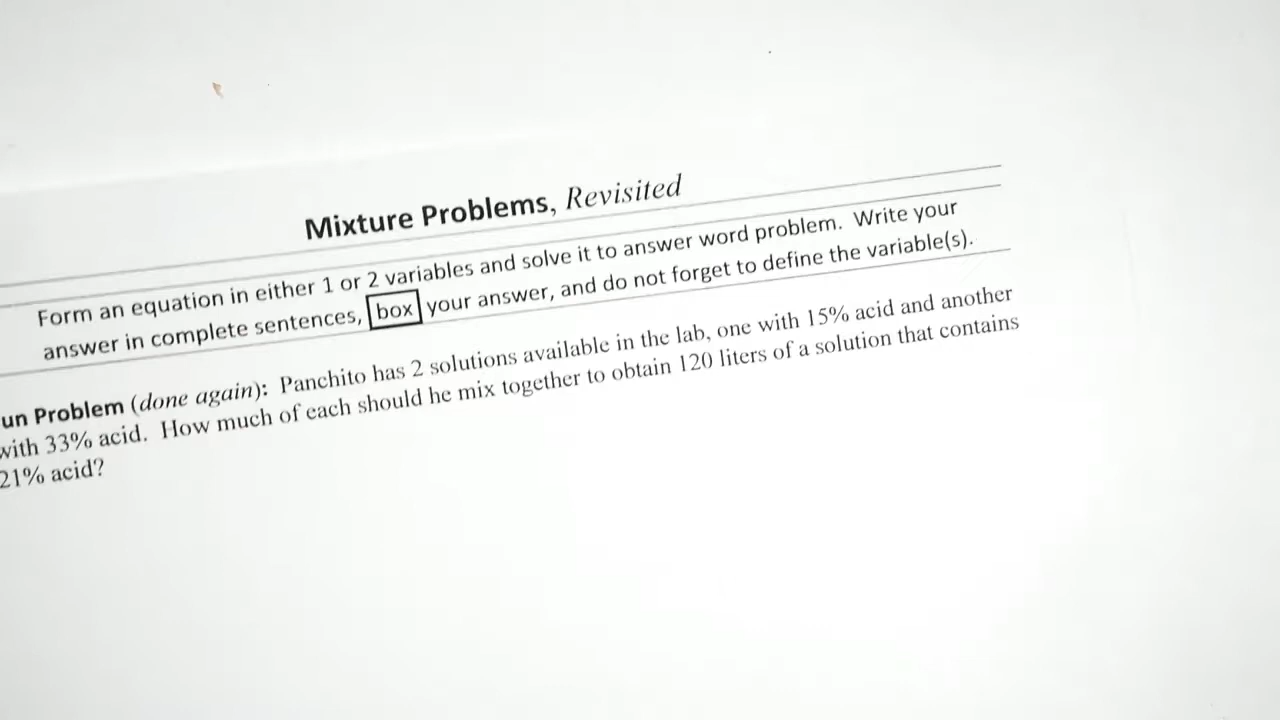 Mixture Problems, Revisited
Form an equation in either 1 or 2 variables and solve it to answer word problem. Write your
answer in complete sentences, box your answer, and do not forget to define the variable(s).
un Problem (done again): Panchito has 2 solutions available in the lab, one with 15% acid and another
with 33% acid. How much of each should he mix together to obtain 120 liters of a solution that contains
21% acid?